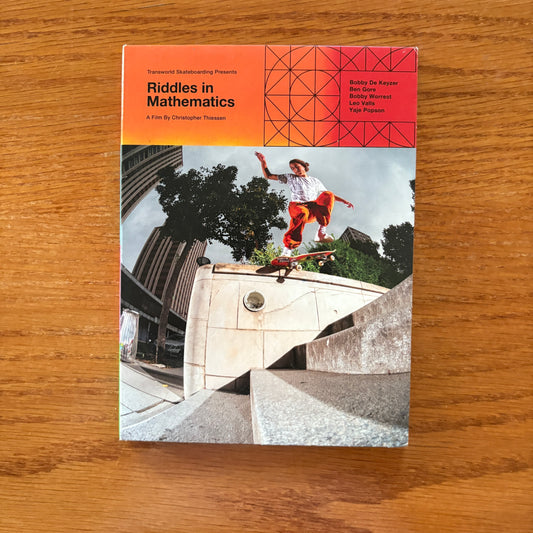 Transworld Skateboarding Presents
Riddles in
Mathematics
A Film By Christopher Thiessen
Bobby De Keyzer
Ben Gore
Bobby Worrest
Leo Valls
Yaje Popson